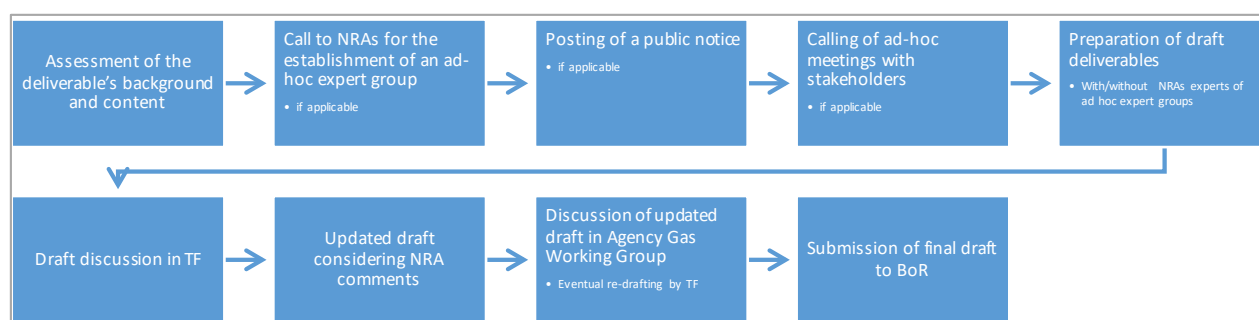 Assessment of the
deliverable's background
and content
Call to NRAs for the
establishment of an ad-
hoc expert group
• if applicable
Posting of a public notice
• if applicable
Calling of ad-hoc
meetings with
stakeholders
• if applicable
Preparation of draft
deliverables
• With/without NRAs experts of
ad hoc expert groups
Draft discussion in TF
Updated draft
considering NRA
comments
Discussion of updated
draft in Agency Gas
Working Group
• Eventual re-drafting by TF
Submission of final draft
to BoR